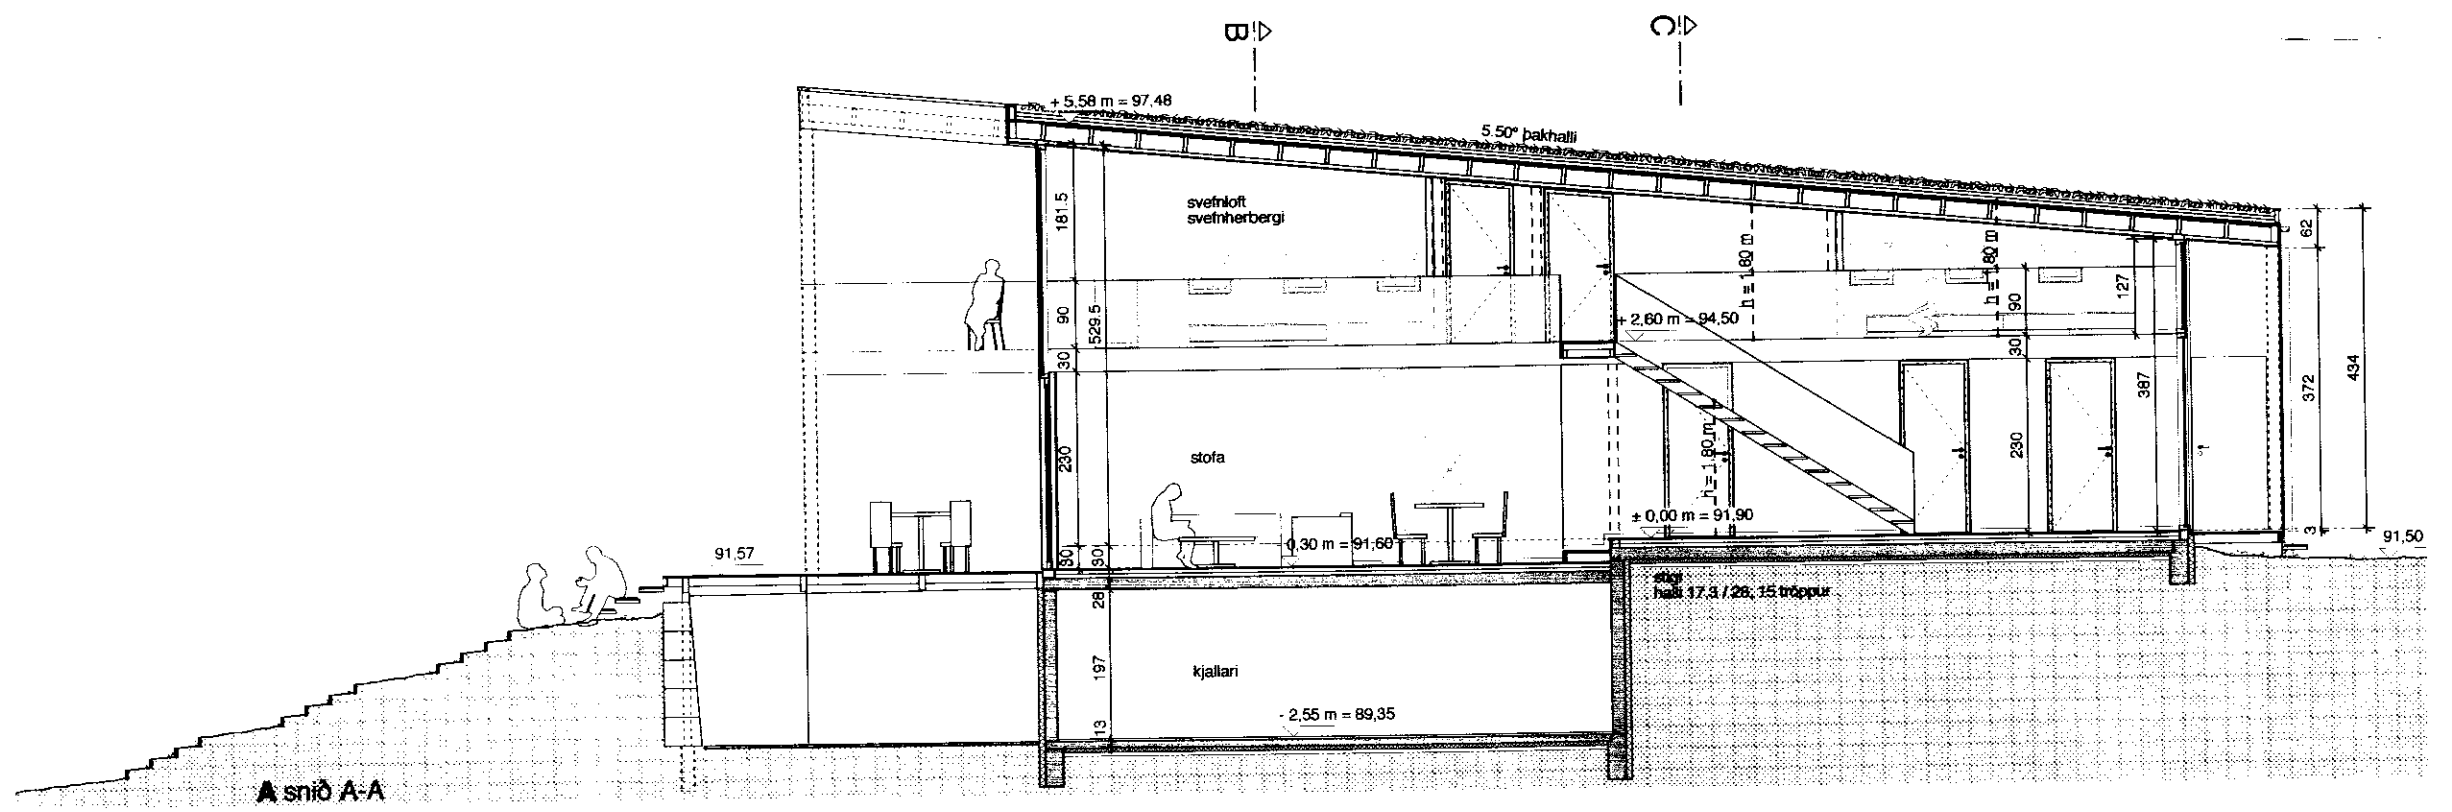 B
C
+ 5,58 m = 97,48
5.50° þakhalli
svefnloft
svefnherbergi
181.5
90
30
529.5
230
30
30
h = 1.80 m
h = 1.80 m
127
90
30
62
434
372
387
230
3
+ 2,60 m = 94,50
stofa
h = 1.80 m
± 0,00 m = 91,90
- 0,30 m = 91,60
91,57
91,50
stigi
halli 17.3 / 28, 15 tröppur
28
197
13
kjallari
- 2,55 m = 89,35
A snið A-A